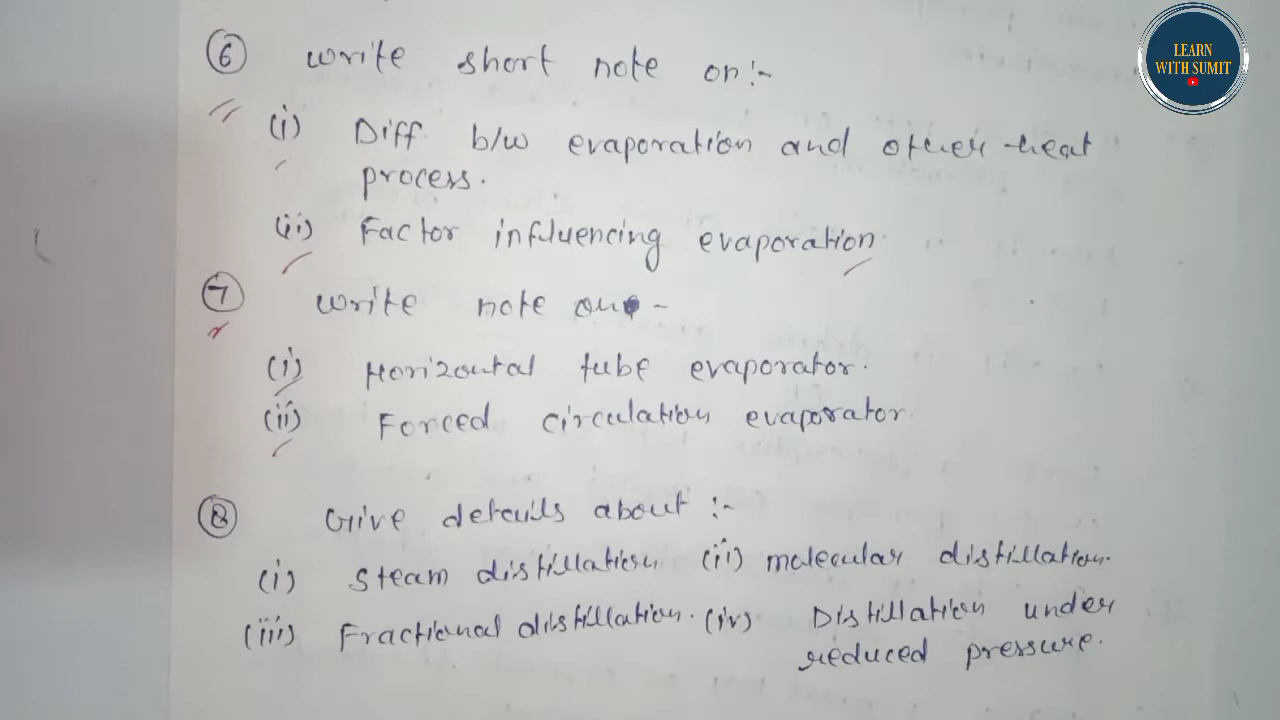 LEARN
WITH SUMIT
6 Write short note on:-
(i) Diff. b/w evaporation and other heat
process.
(ii) Factor influencing evaporation.
7 Write note on -
(i) Horizontal tube evaporator.
(ii) Forced circulation evaporator.
8 Give details about :-
(i) steam distillation (ii) molecular distillation.
(iii) Fractional distillation. (iv) Distillation under
reduced pressure.